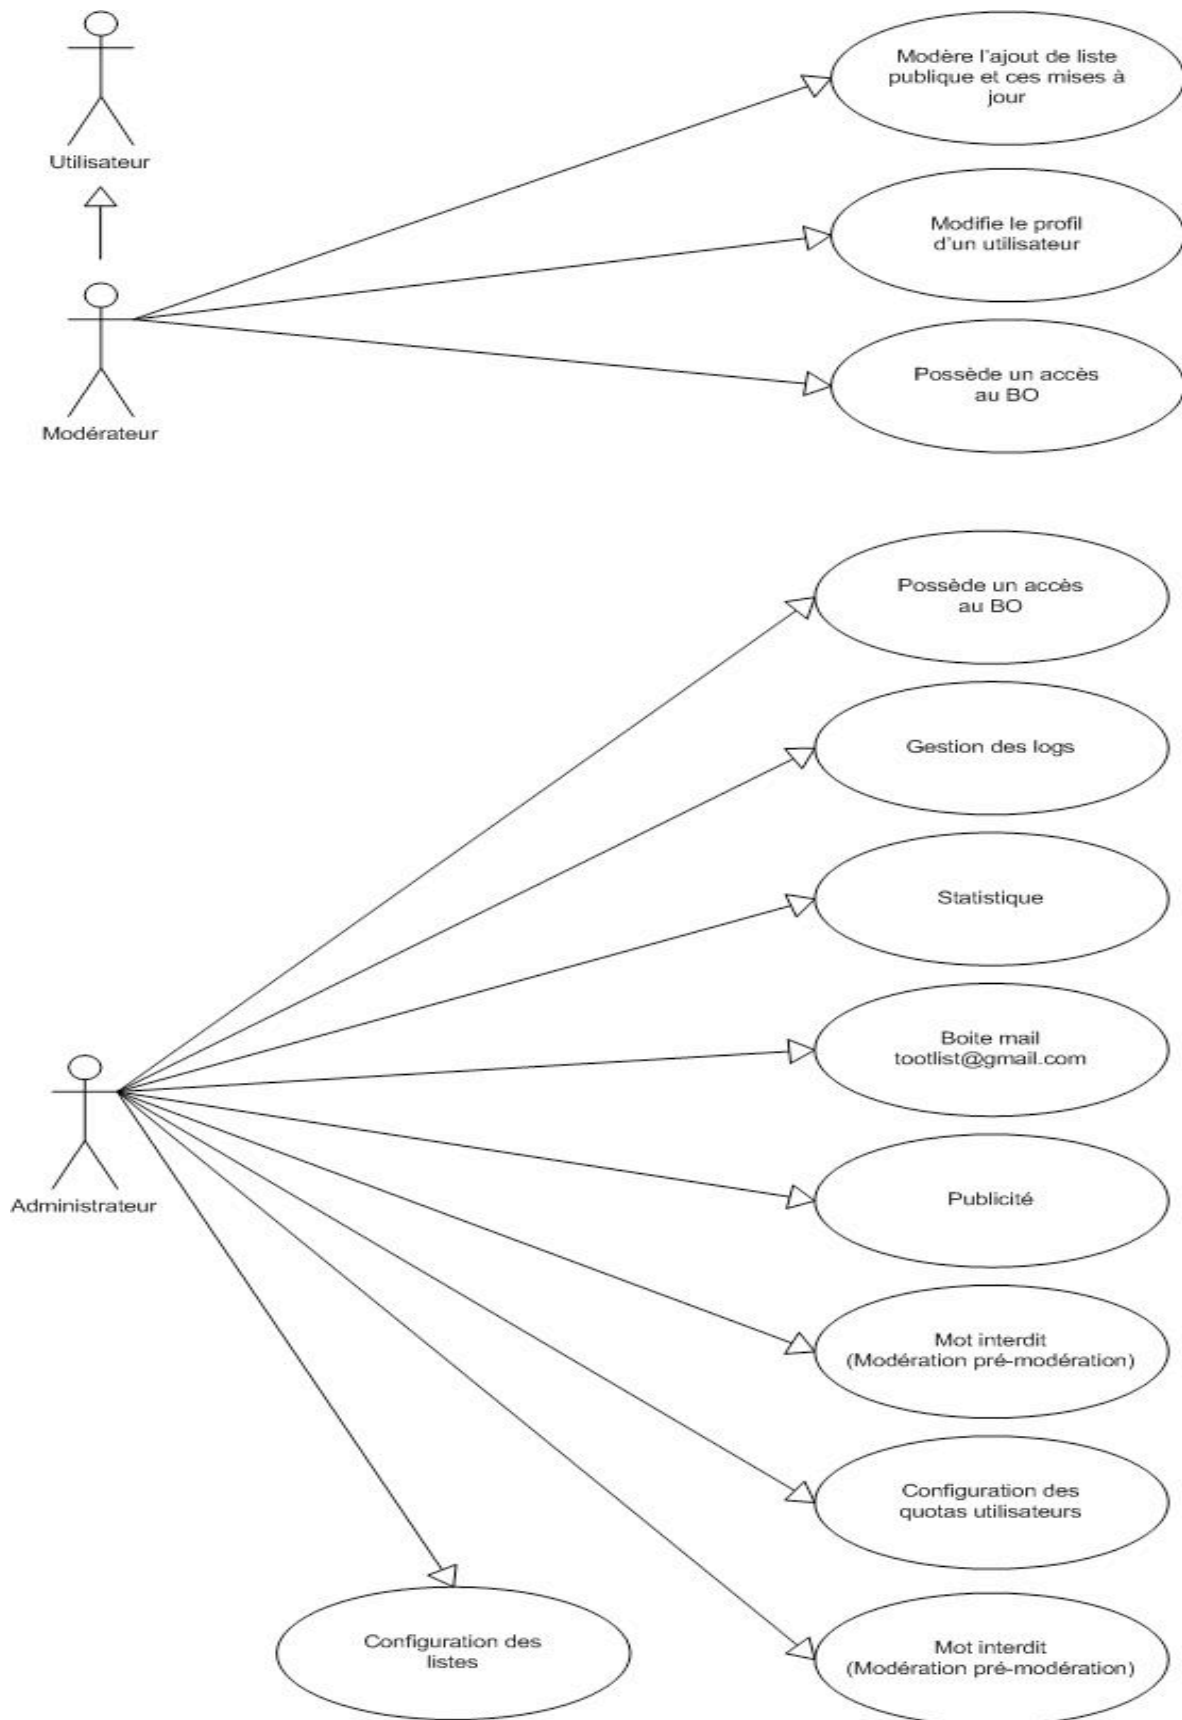 Utilisateur
Modère l'ajout de liste
publique et ces mises à
jour
Modifie le profil
d'un utilisateur
Modérateur
Possède un accès
au BO
Possède un accès
au BO
Gestion des logs
Statistique
Boite mail
tootlist@gmail.com
Administrateur
Publicité
Mot interdit
(Modération pré-modération)
Configuration des
quotas utilisateurs
Configuration des
listes
Mot interdit
(Modération pré-modération)